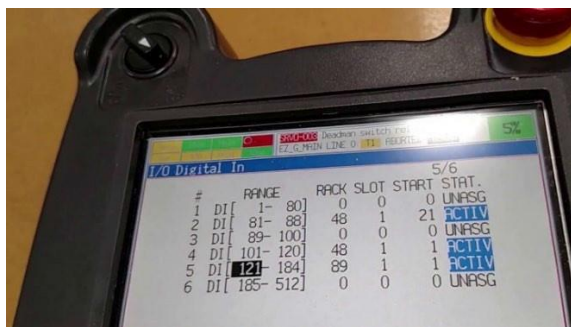 SRVO-003 Deadman switch rel
EZ_G_MAIN LINE 0 T1 ABORTED
5%
I/O Digital In 5/6
# RANGE RACK SLOT START STAT.
1 DI[ 1- 80] 0 0 0 UNASG
2 DI[ 81- 88] 48 1 21 ACTIV
3 DI[ 89- 100] 0 0 0 UNASG
4 DI[ 101- 120] 48 1 1 ACTIV
5 DI[ 121- 184] 89 1 1 ACTIV
6 DI[ 185- 512] 0 0 0 UNASG